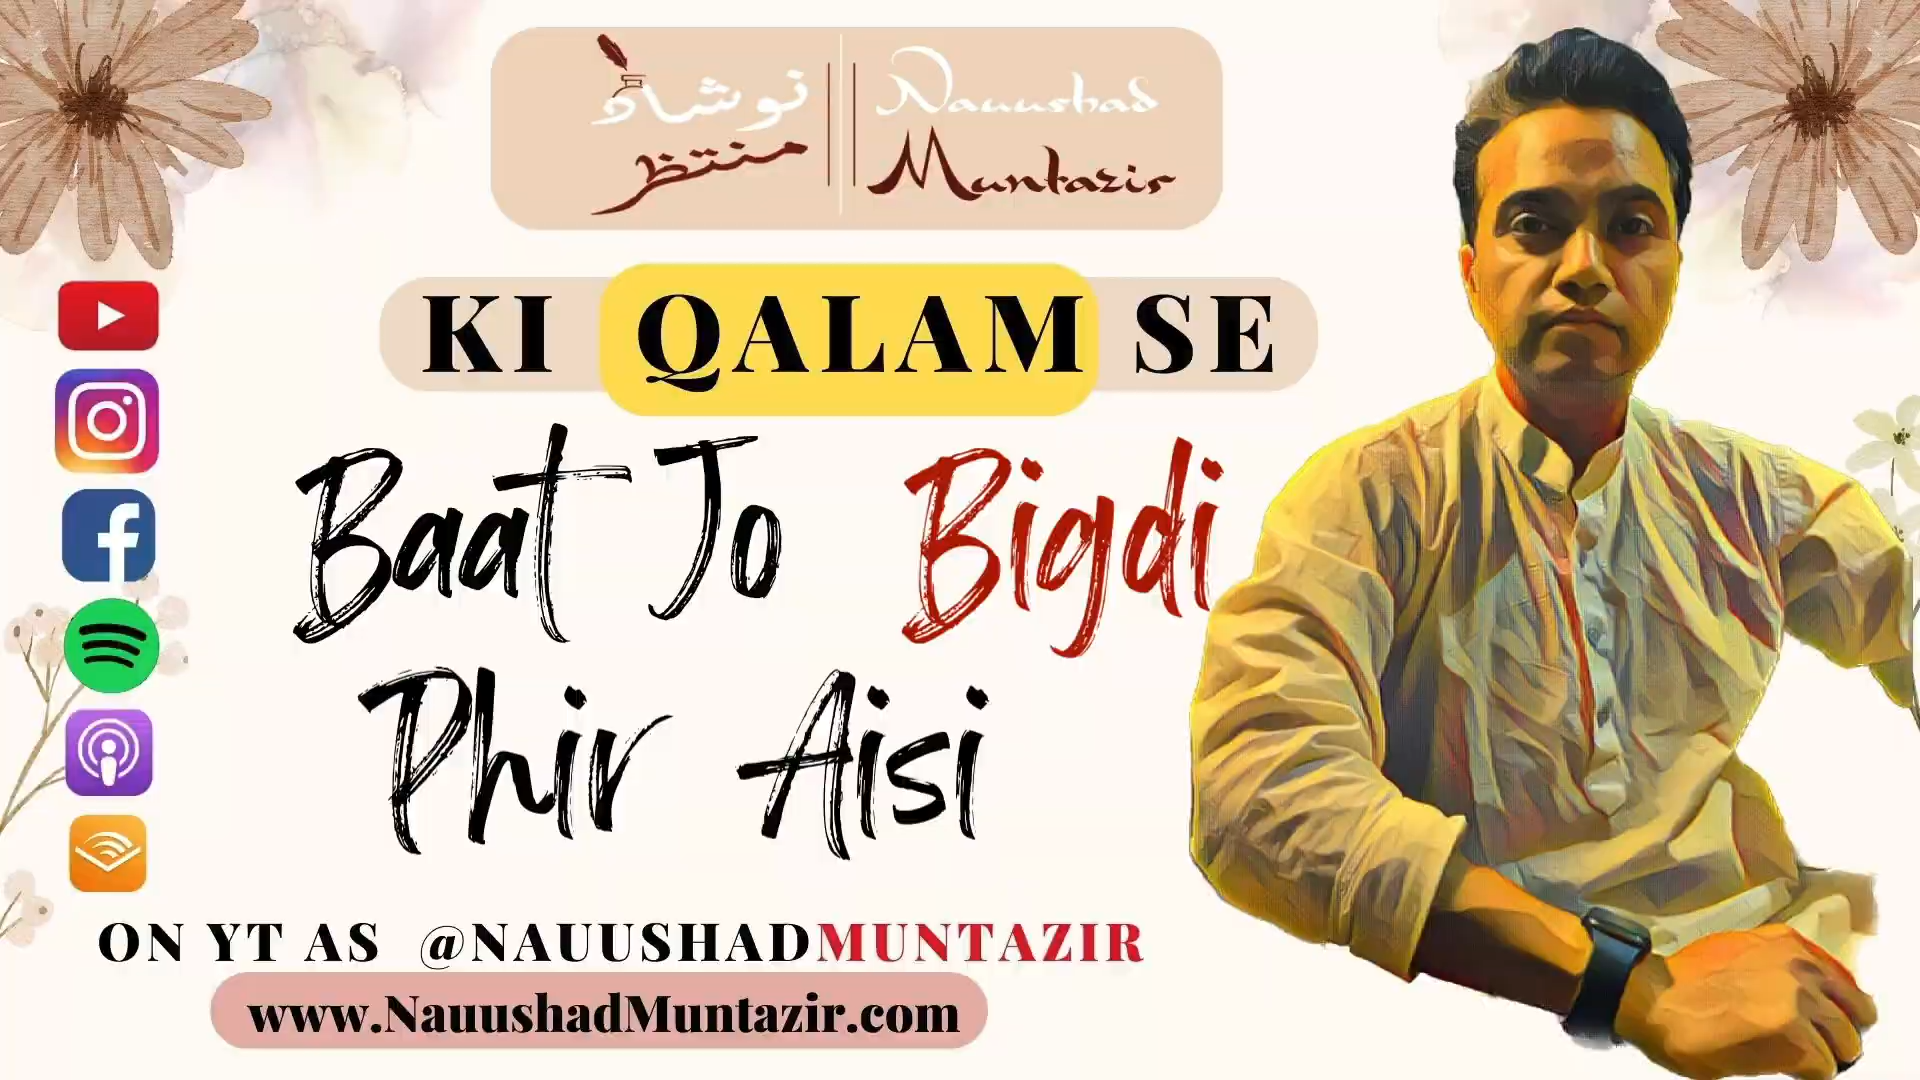 نوشاد
منتظر
Nauushad
Muntazir
KI QALAM SE
Baat Jo Bigdi
Phir Aisi
ON YT AS @NAUUSHADMUNTAZIR
www.NauushadMuntazir.com